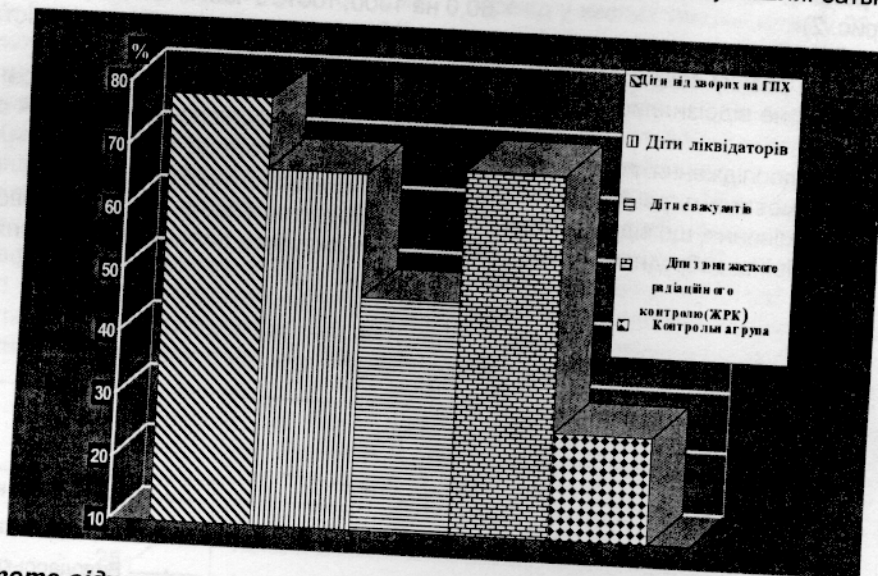 %
80
70
60
50
40
30
20
10
Діти від хворих на ГПХ
Діти ліквідаторів
Діти евакуантів
Діти з зони жосткого
радіаційного
контролю(ЖРК)
Контрольна група